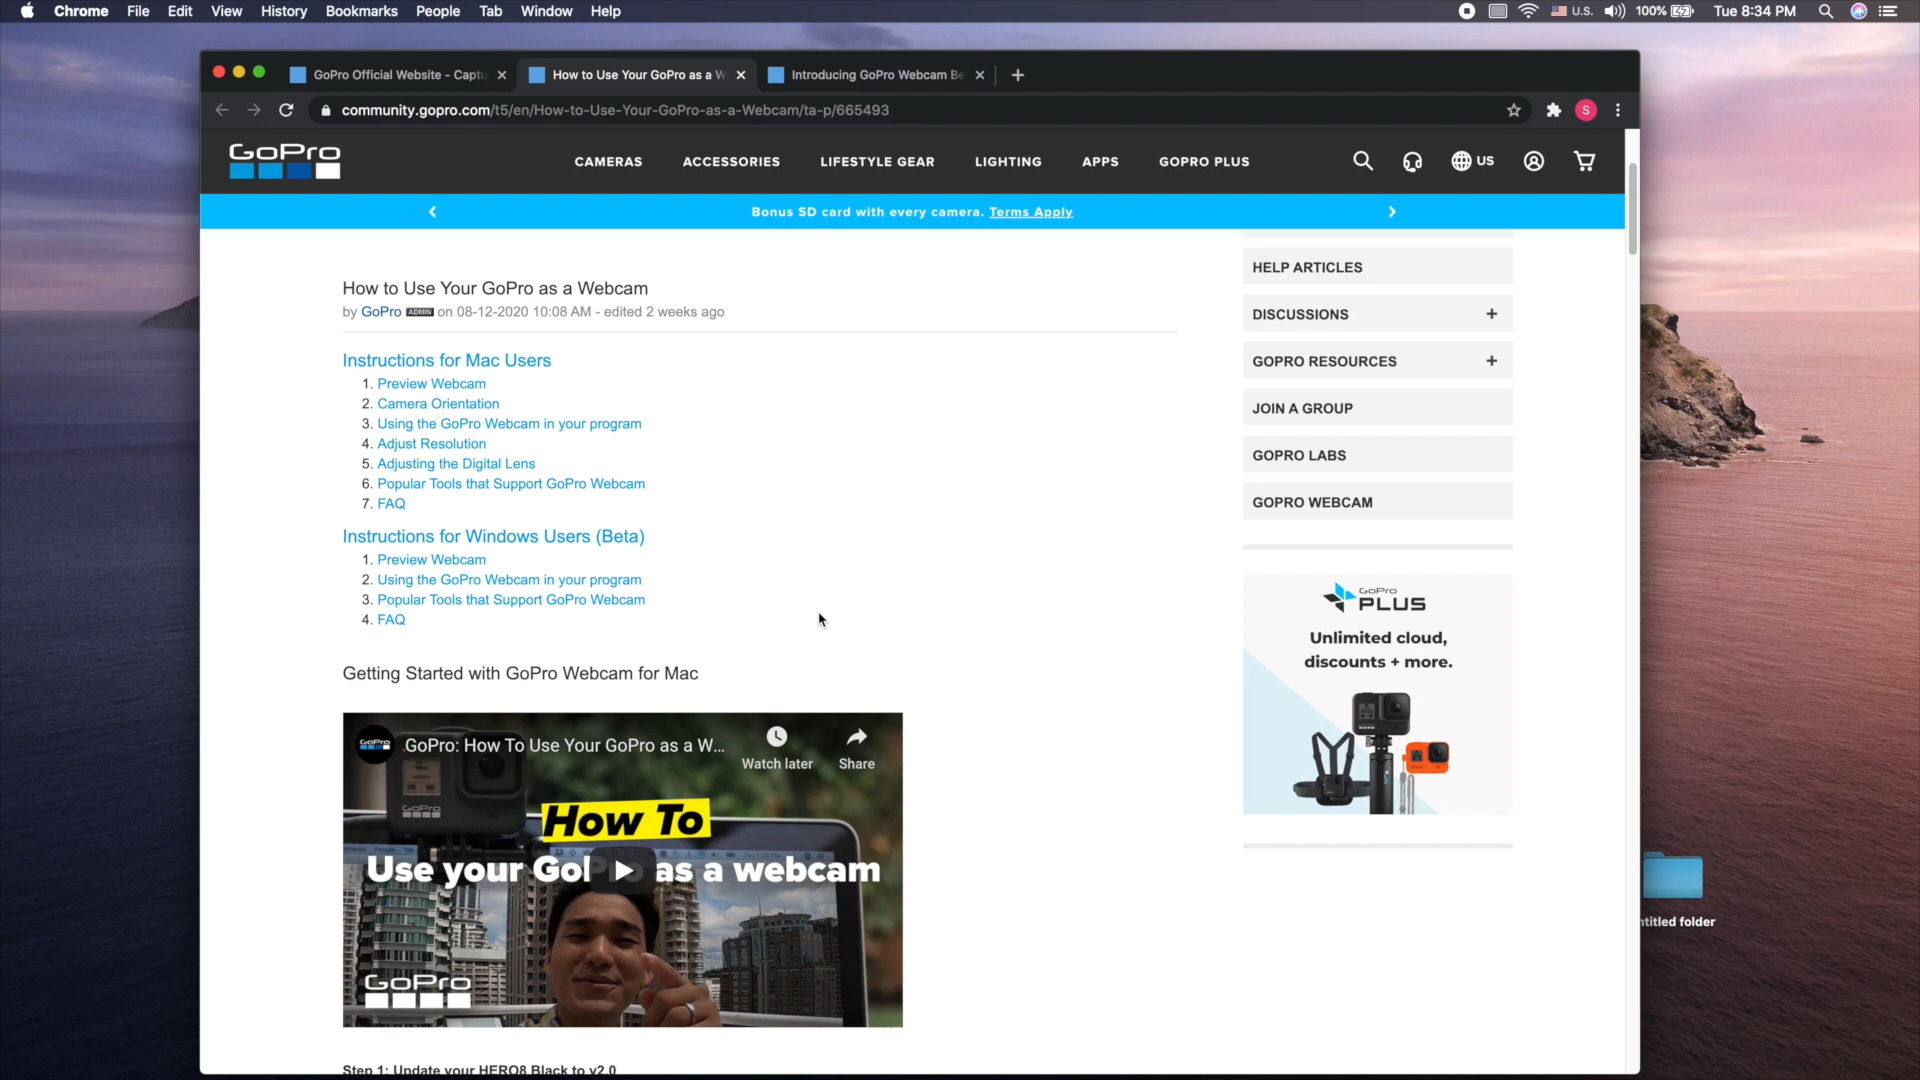 Chrome File Edit View History Bookmarks People Tab Window Help U.S. 100% Tue 8:34 PM
GoPro Official Website - Captu How to Use Your GoPro as a W Introducing GoPro Webcam Be
community.gopro.com/t5/en/How-to-Use-Your-GoPro-as-a-Webcam/ta-p/665493 S
GoPro CAMERAS ACCESSORIES LIFESTYLE GEAR LIGHTING APPS GOPRO PLUS US
Bonus SD card with every camera. Terms Apply
How to Use Your GoPro as a Webcam
by GoPro ADMIN on 08-12-2020 10:08 AM - edited 2 weeks ago
Instructions for Mac Users
1. Preview Webcam
2. Camera Orientation
3. Using the GoPro Webcam in your program
4. Adjust Resolution
5. Adjusting the Digital Lens
6. Popular Tools that Support GoPro Webcam
7. FAQ
Instructions for Windows Users (Beta)
1. Preview Webcam
2. Using the GoPro Webcam in your program
3. Popular Tools that Support GoPro Webcam
4. FAQ
Getting Started with GoPro Webcam for Mac
GoPro GoPro: How To Use Your GoPro as a W...
Watch later Share
GoPro
How To
Use your GoP as a webcam
GoPro
Step 1: Update your HERO8 Black to v2.0
HELP ARTICLES
DISCUSSIONS +
GOPRO RESOURCES +
JOIN A GROUP
GOPRO LABS
GOPRO WEBCAM
GoPro
PLUS
Unlimited cloud,
discounts + more.
ntitled folder